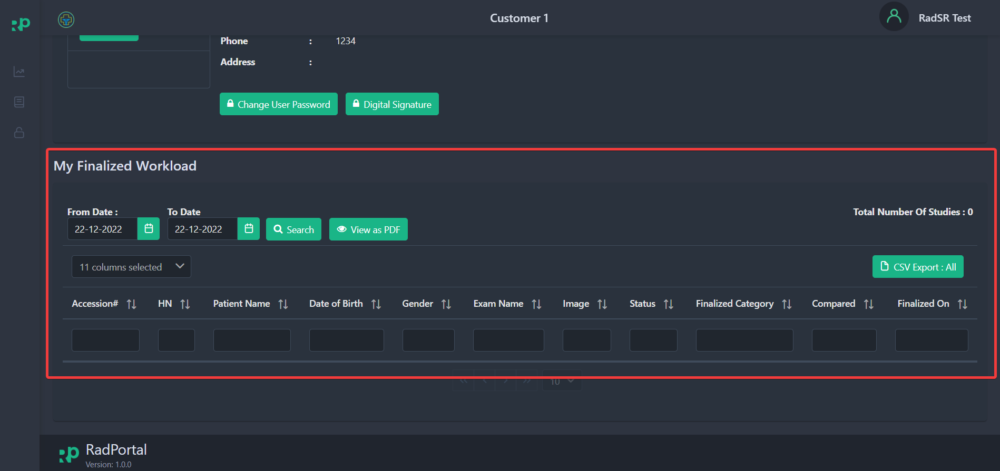 Rp
Customer 1
RadSR Test
Phone : 1234
Address :
Change User Password
Digital Signature
My Finalized Workload
From Date :
To Date
Total Number Of Studies : 0
22-12-2022
22-12-2022
Search
View as PDF
11 columns selected
CSV Export : All
Accession# HN Patient Name Date of Birth Gender Exam Name Image Status Finalized Category Compared Finalized On
10
Rp
RadPortal
Version: 1.0.0